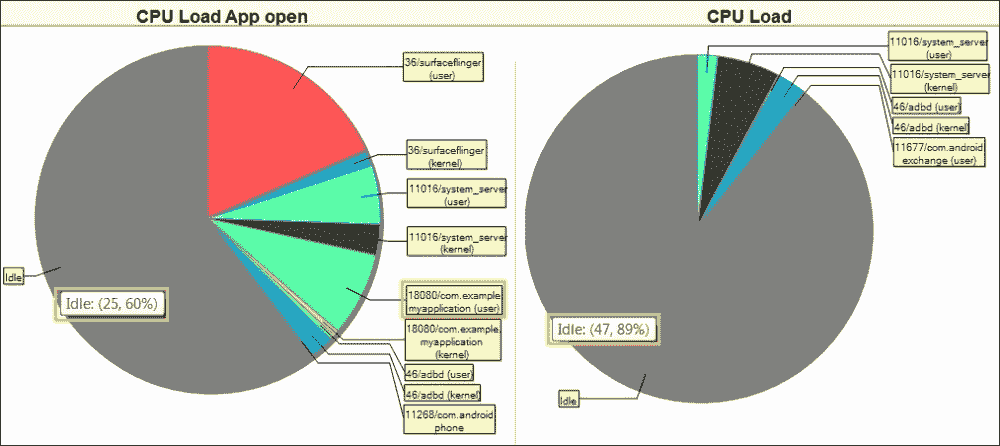 CPU Load App open
36/surfaceflinger
(user)
36/surfaceflinger
(kernel)
11016/system_server
(user)
11016/system_server
(kernel)
18080/com.example.
myapplication (user)
18080/com.example.
myapplication
(kernel)
46/adbd (user)
46/adbd (kernel)
11268/com.android
phone
Idle
Idle: (25, 60%)
CPU Load
11016/system_server
(user)
11016/system_server
(kernel)
46/adbd (user)
46/adbd (kernel)
11677/com.android
exchange (user)
Idle: (47, 89%)
Idle